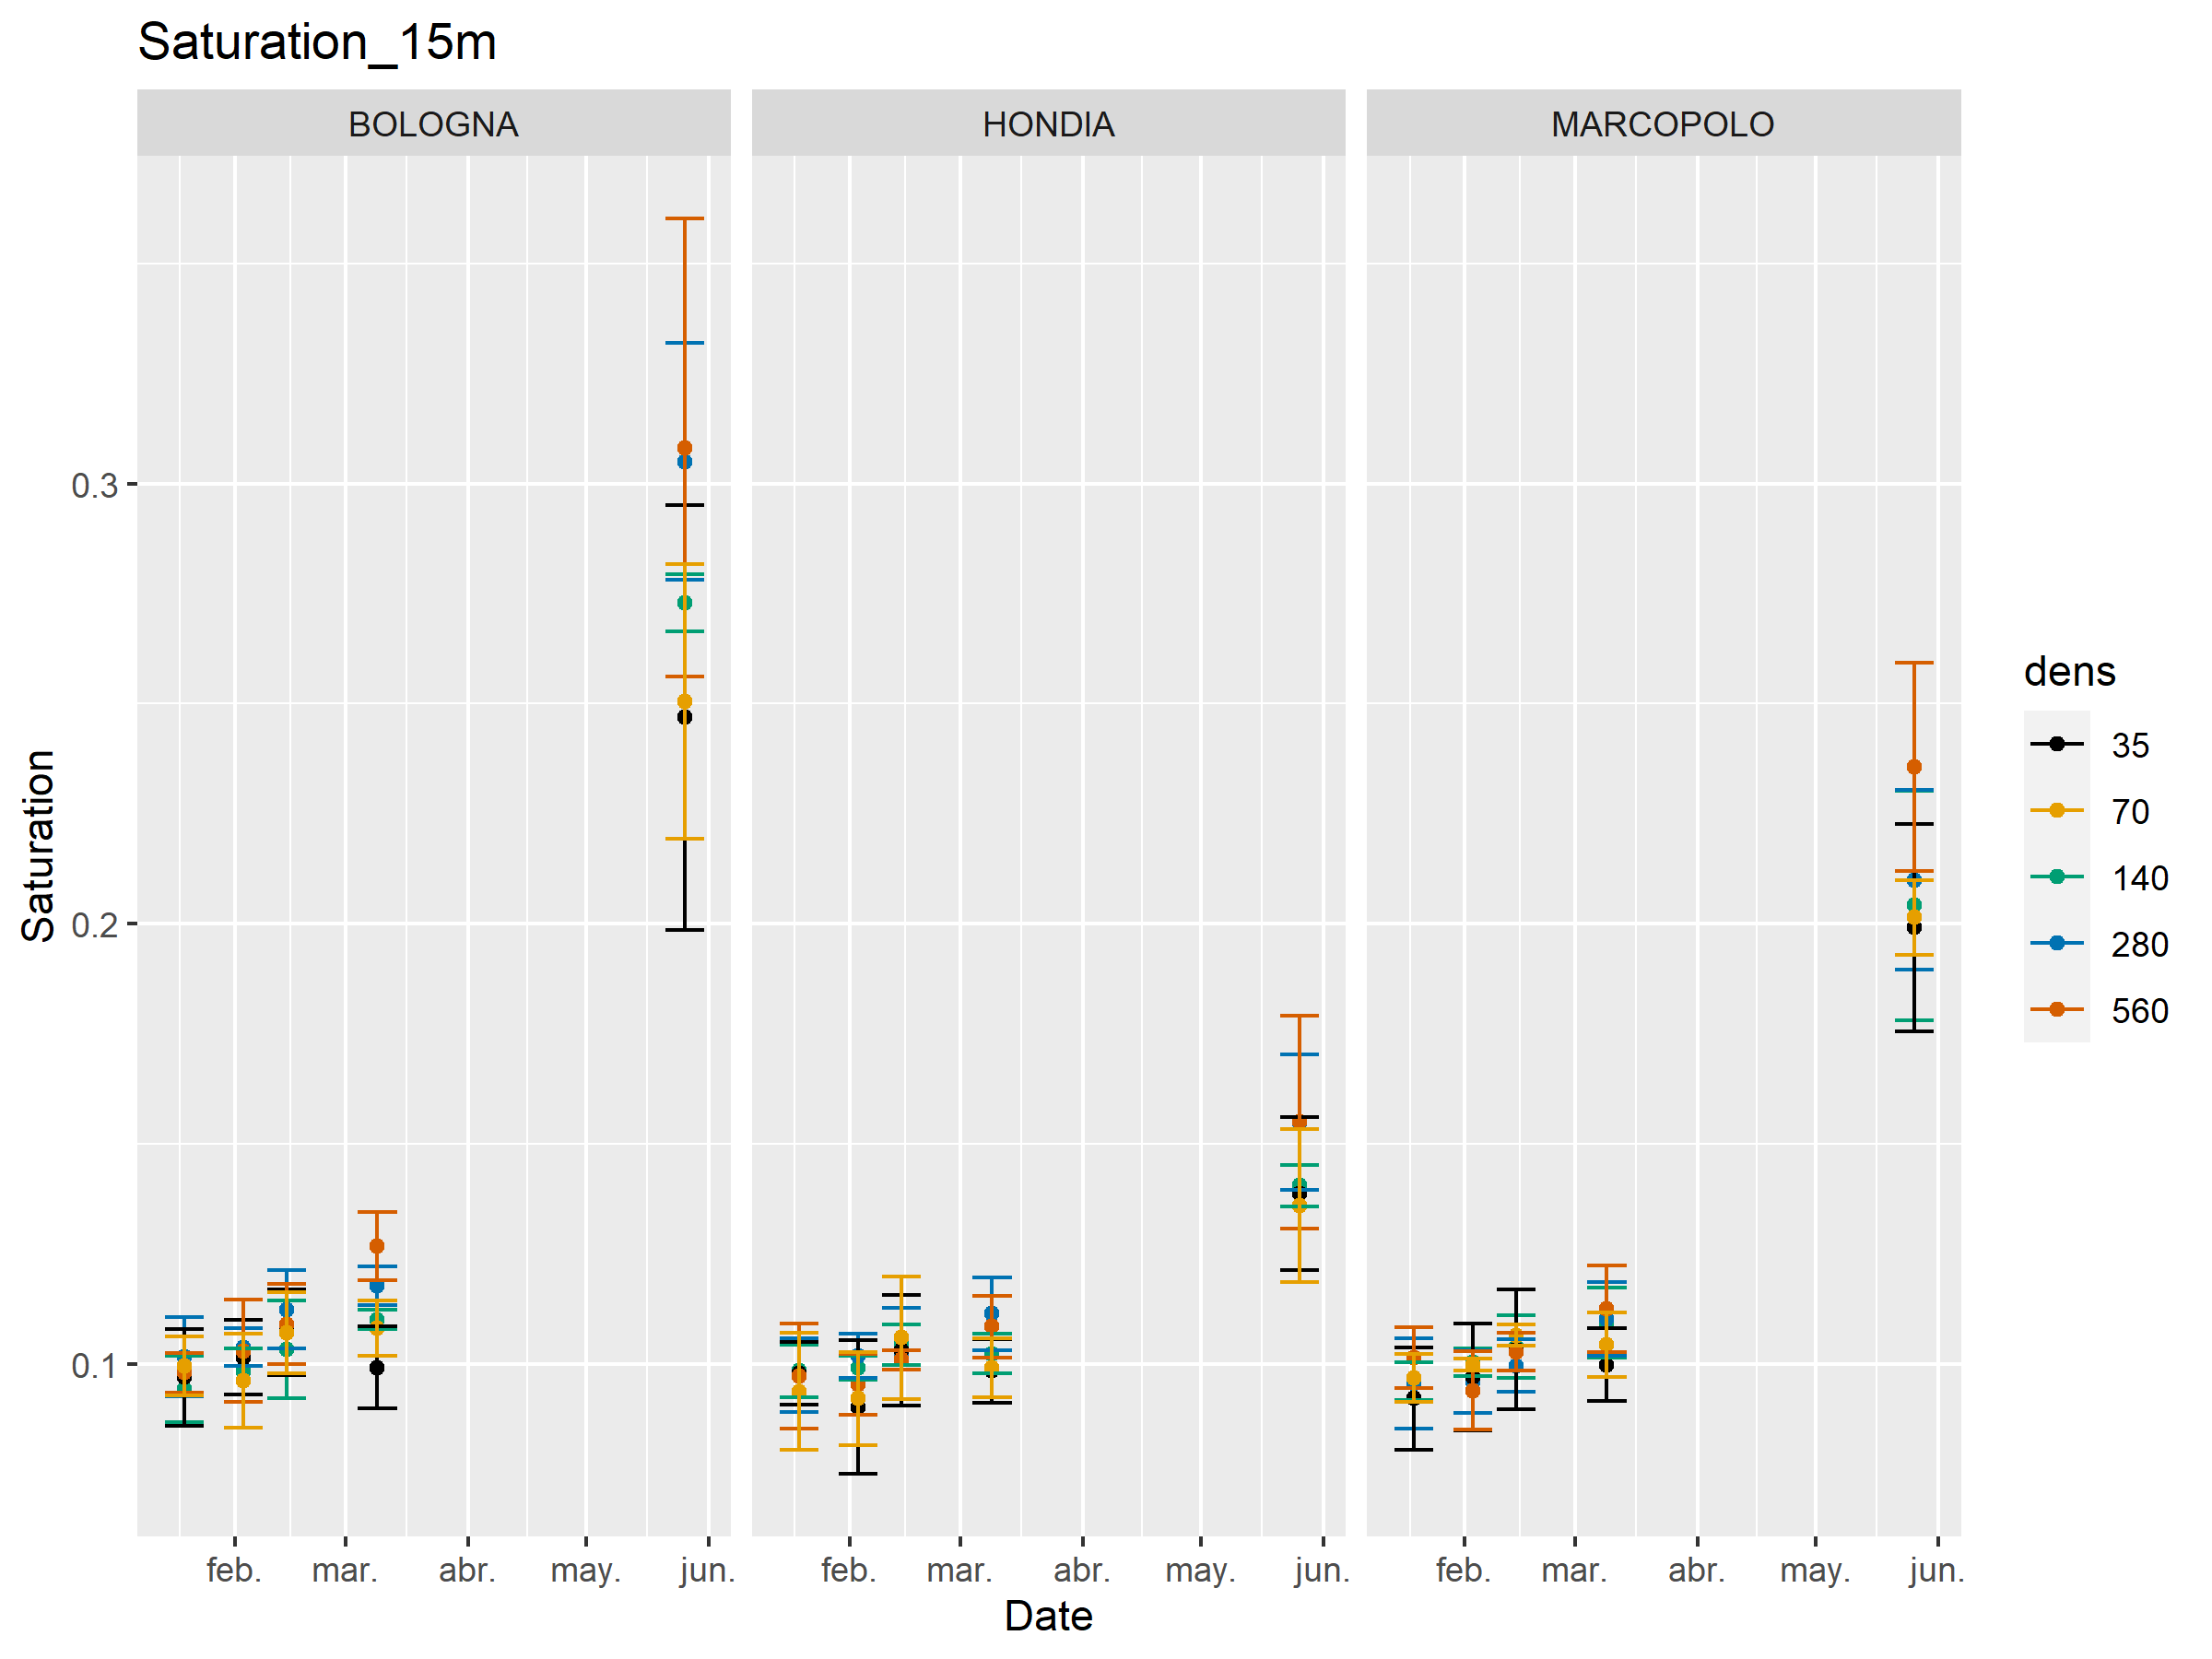 Saturation_15m
BOLOGNA
HONDIA
MARCOPOLO
0.3
0.2
0.1
Saturation
feb. mar. abr. may. jun.
feb. mar. abr. may. jun.
feb. mar. abr. may. jun.
Date
dens
35
70
140
280
560